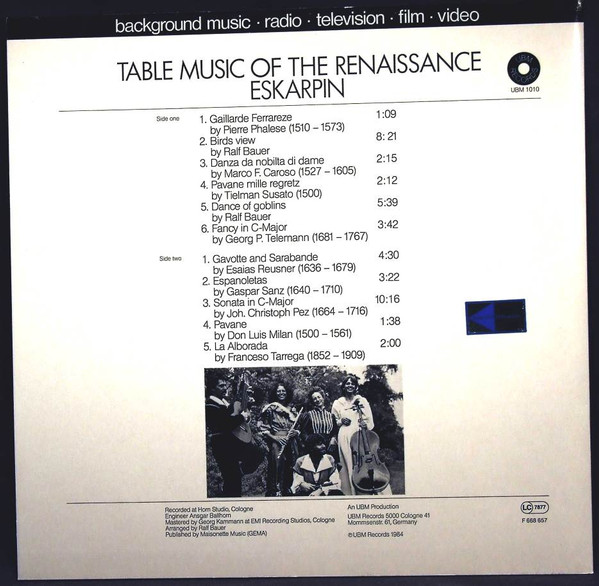 background music · radio · television · film · video
TABLE MUSIC OF THE RENAISSANCE
ESKARPIN
UBM
RECORDS
UBM 1010
Side one
1. Gaillarde Ferrareze 1:09
by Pierre Phalese (1510 – 1573)
2. Birds view 8:21
by Ralf Bauer
3. Danza da nobilta di dame 2:15
by Marco F. Caroso (1527 – 1605)
4. Pavane mille regretz 2:12
by Tielman Susato (1500)
5. Dance of goblins 5:39
by Ralf Bauer
6. Fancy in C-Major 3:42
by Georg P. Telemann (1681 – 1767)
Side two
1. Gavotte and Sarabande 4:30
by Esaias Reusner (1636 – 1679)
2. Espanoletas 3:22
by Gaspar Sanz (1640 – 1710)
3. Sonata in C-Major 10:16
by Joh. Christoph Pez (1664 – 1716)
4. Pavane 1:38
by Don Luis Milan (1500 – 1561)
5. La Alborada 2:00
by Franceso Tarrega (1852 – 1909)
Recorded at Horn Studio, Cologne
Engineer Ansgar Ballhorn
Mastered by Georg Kammann at EMI Recording Studios, Cologne
Arranged by Ralf Bauer
Published by Maisonette Music (GEMA)
An UBM Production
UBM Records 5000 Cologne 41
Mommsenstr. 61, Germany
℗UBM Records 1984
LC 7877
F 668 657